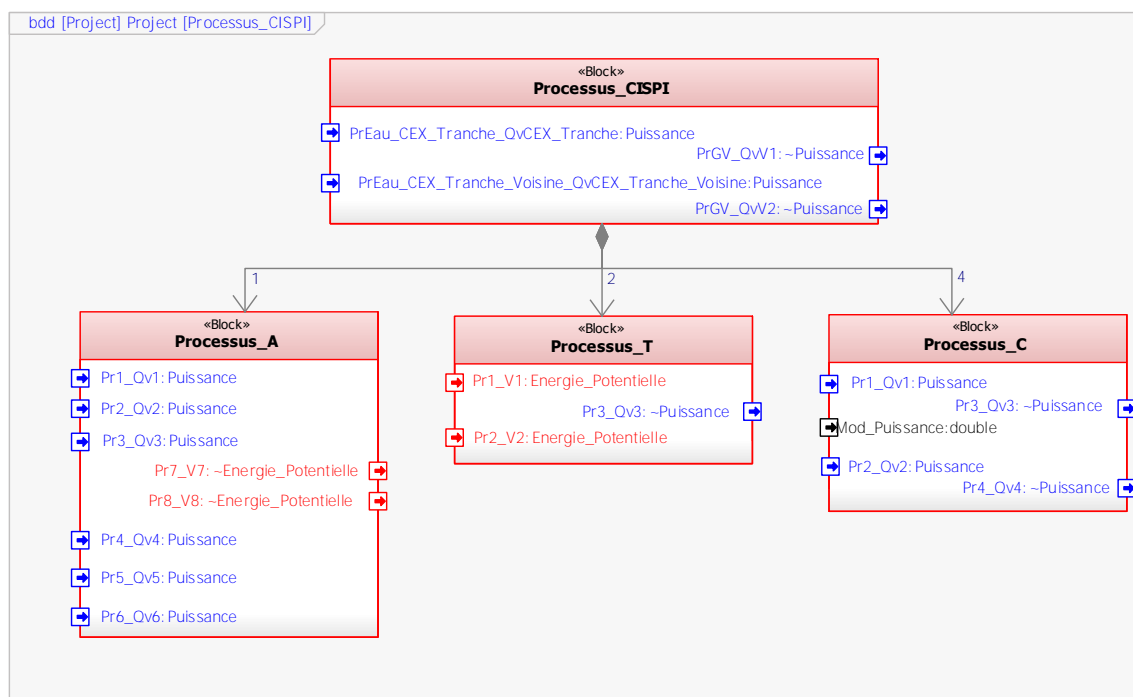 bdd [Project] Project [Processus_CISPI]
«Block»
Processus_CISPI
PrEau_CEX_Tranche_QvCEX_Tranche: Puissance
PrGV_QvV1: ~Puissance
PrEau_CEX_Tranche_Voisine_QvCEX_Tranche_Voisine: Puissance
PrGV_QvV2: ~Puissance
1
2
4
«Block»
Processus_A
Pr1_Qv1: Puissance
Pr2_Qv2: Puissance
Pr3_Qv3: Puissance
Pr7_V7: ~Energie_Potentielle
Pr8_V8: ~Energie_Potentielle
Pr4_Qv4: Puissance
Pr5_Qv5: Puissance
Pr6_Qv6: Puissance
«Block»
Processus_T
Pr1_V1: Energie_Potentielle
Pr3_Qv3: ~Puissance
Pr2_V2: Energie_Potentielle
«Block»
Processus_C
Pr1_Qv1: Puissance
Pr3_Qv3: ~Puissance
Mod_Puissance: double
Pr2_Qv2: Puissance
Pr4_Qv4: ~Puissance